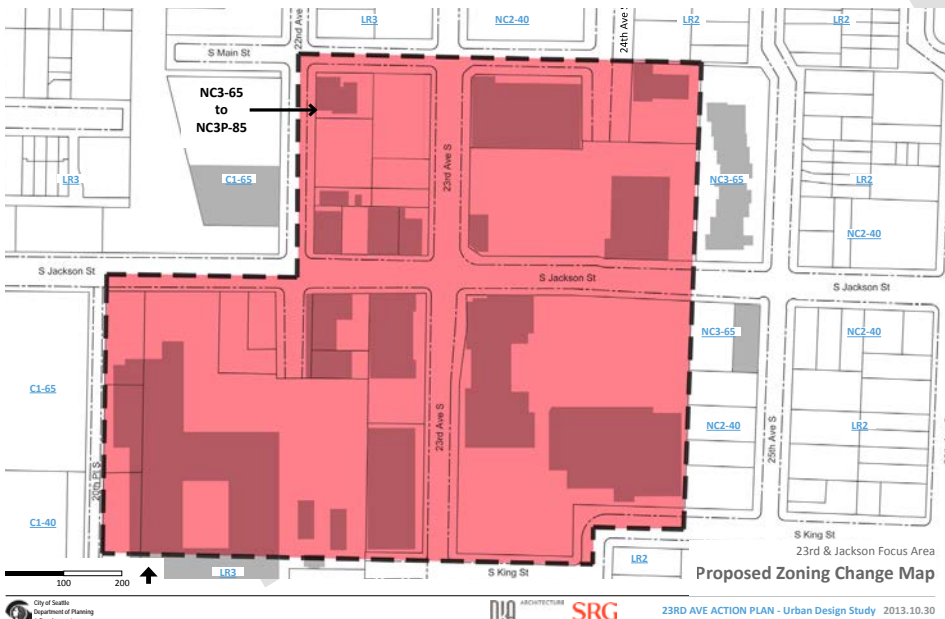 LR3
NC2-40
LR2
LR2
22nd Ave S
24th Ave S
S Main St
NC3-65
to
NC3P-85
23rd Ave S
LR3
C1-65
NC3-65
LR2
NC2-40
S Jackson St
S Jackson St
S Jackson St
NC3-65
NC2-40
C1-65
23rd Ave S
NC2-40
LR2
25th Ave S
20th Pl S
C1-40
S King St
LR3
S King St
LR2
100
200
23rd & Jackson Focus Area
Proposed Zoning Change Map
City of Seattle
Department of Planning
ARCHITECTURE
SRG
23RD AVE ACTION PLAN - Urban Design Study 2013.10.30